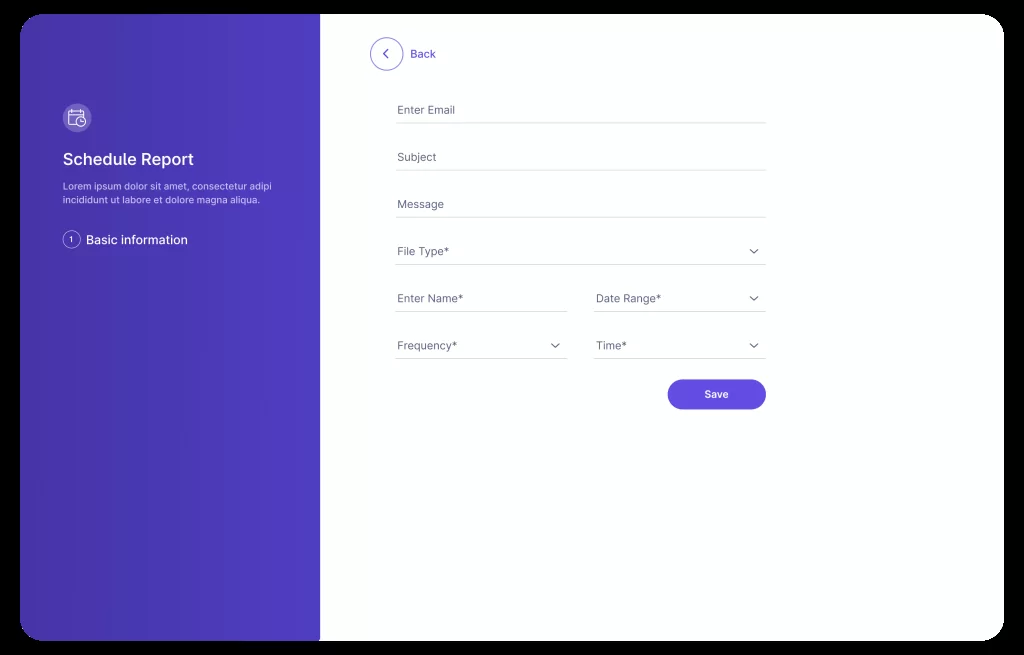 Schedule Report
Lorem ipsum dolor sit amet, consectetur adipi
incididunt ut labore et dolore magna aliqua.
1 Basic information
Back
Enter Email
Subject
Message
File Type*
Enter Name* Date Range*
Frequency* Time*
Save